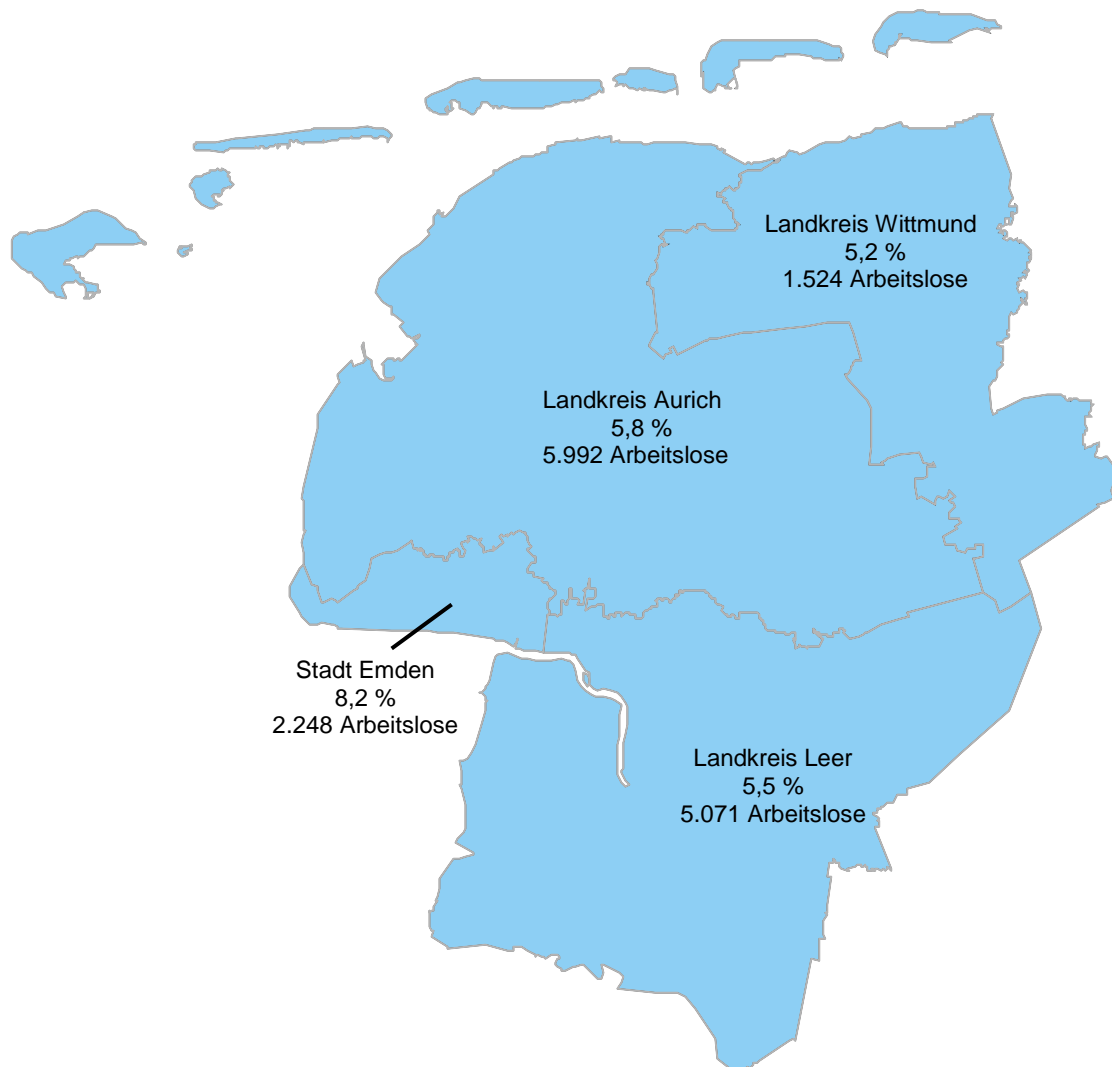 Landkreis Wittmund
5,2 %
1.524 Arbeitslose
Landkreis Aurich
5,8 %
5.992 Arbeitslose
Stadt Emden
8,2 %
2.248 Arbeitslose
Landkreis Leer
5,5 %
5.071 Arbeitslose